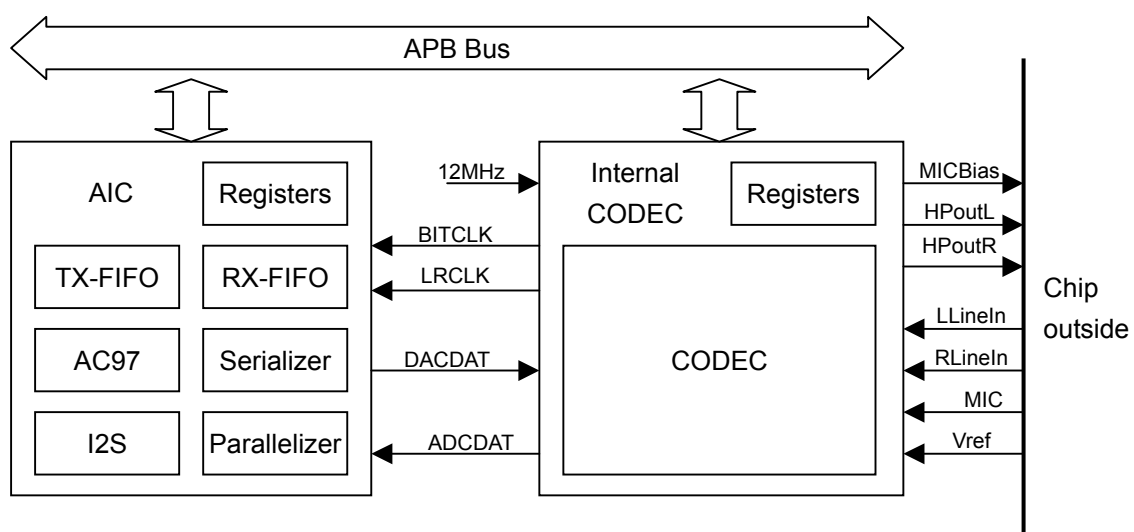 APB Bus
AIC
Registers
TX-FIFO
RX-FIFO
AC97
Serializer
I2S
Parallelizer
12MHz
BITCLK
LRCLK
DACDAT
ADCDAT
Internal
CODEC
Registers
CODEC
MICBias
HPoutL
HPoutR
LLineIn
RLineIn
MIC
Vref
Chip
outside